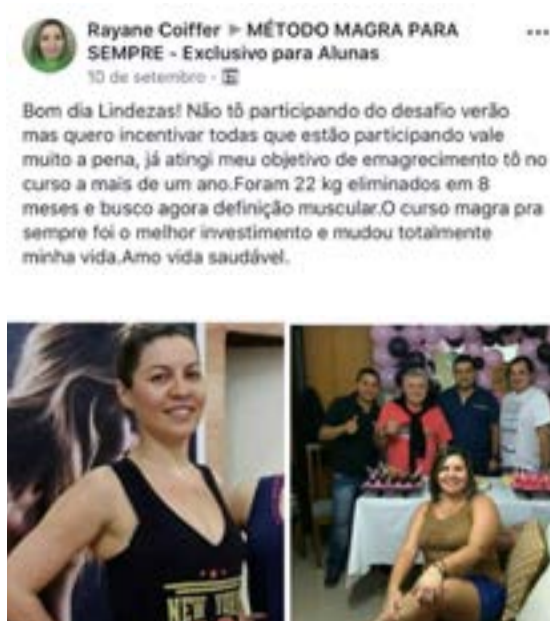 Rayane Coiffer ▶ MÉTODO MAGRA PARA
SEMPRE - Exclusivo para Alunas
10 de setembro ·
Bom dia Lindezas! Não tô participando do desafio verão
mas quero incentivar todas que estão participando vale
muito a pena, já atingi meu objetivo de emagrecimento tô no
curso a mais de um ano.Foram 22 kg eliminados em 8
meses e busco agora definição muscular.O curso magra pra
sempre foi o melhor investimento e mudou totalmente
minha vida.Amo vida saudável.
NEW